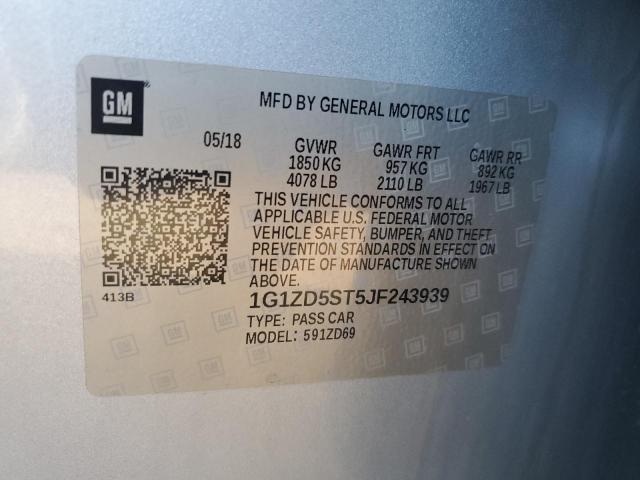 GM
MFD BY GENERAL MOTORS LLC
05/18 GVWR GAWR FRT GAWR RR
1850 KG 957 KG 892 KG
4078 LB 2110 LB 1967 LB
THIS VEHICLE CONFORMS TO ALL
APPLICABLE U.S. FEDERAL MOTOR
VEHICLE SAFETY, BUMPER, AND THEFT
PREVENTION STANDARDS IN EFFECT ON
THE DATE OF MANUFACTURE SHOWN
ABOVE.
413B
1G1ZD5ST5JF243939
TYPE: PASS CAR
MODEL: 591ZD69